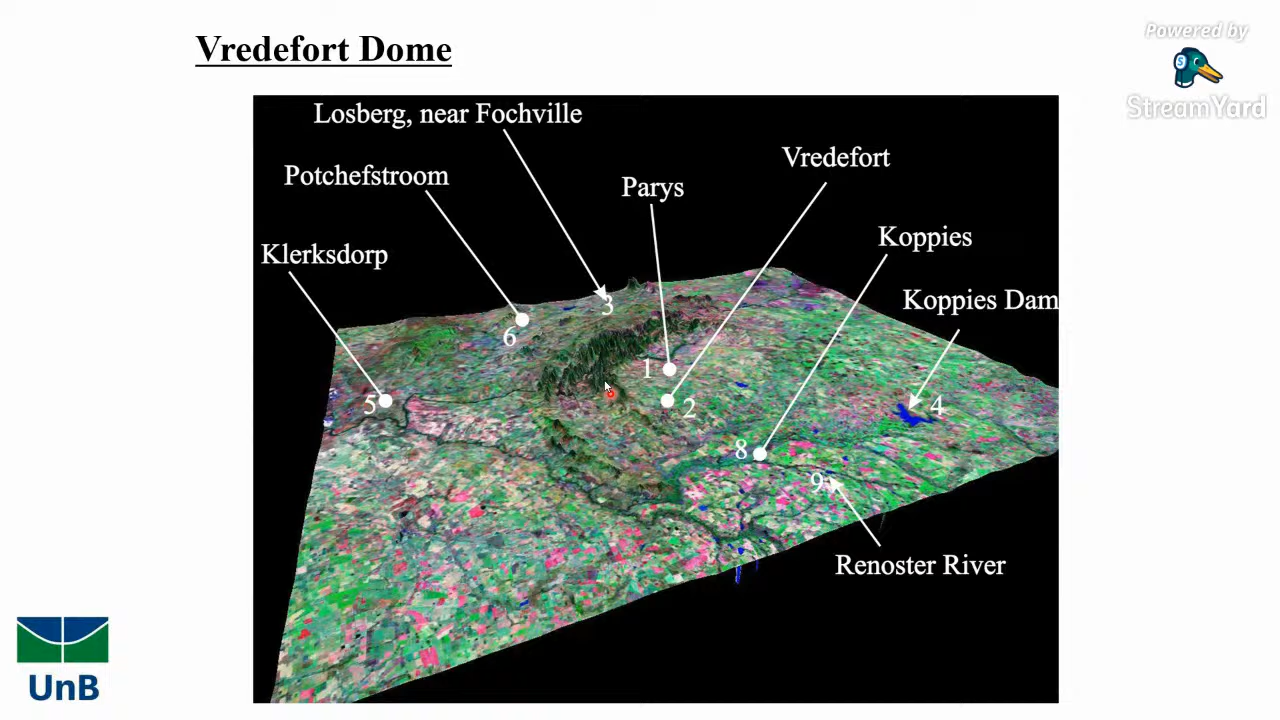 Vredefort Dome
Powered by
S
StreamYard
Losberg, near Fochville
Vredefort
Potchefstroom
Parys
Koppies
Klerksdorp
Koppies Dam
3
6
1
5
2
4
8
9
Renoster River
UnB